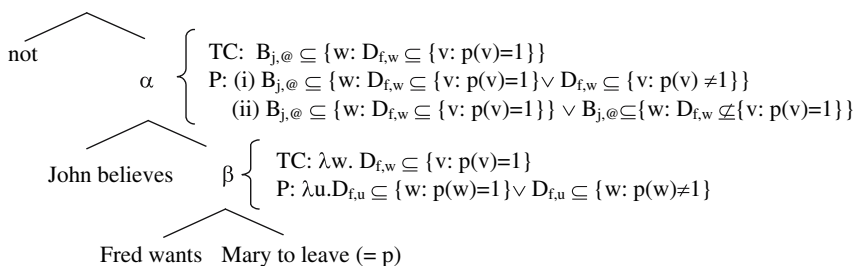 not
α
TC: B_{j,@} ⊆ {w: D_{f,w} ⊆ {v: p(v)=1}}
P: (i) B_{j,@} ⊆ {w: D_{f,w} ⊆ {v: p(v)=1}∨ D_{f,w} ⊆ {v: p(v) ≠1}}
(ii) B_{j,@} ⊆ {w: D_{f,w} ⊆ {v: p(v)=1}} ∨ B_{j,@}⊆{w: D_{f,w} ⊈{v: p(v)=1}}
John believes
β
TC: λw. D_{f,w} ⊆ {v: p(v)=1}
P: λu.D_{f,u} ⊆ {w: p(w)=1}∨ D_{f,u} ⊆ {w: p(w)≠1}
Fred wants Mary to leave (= p)